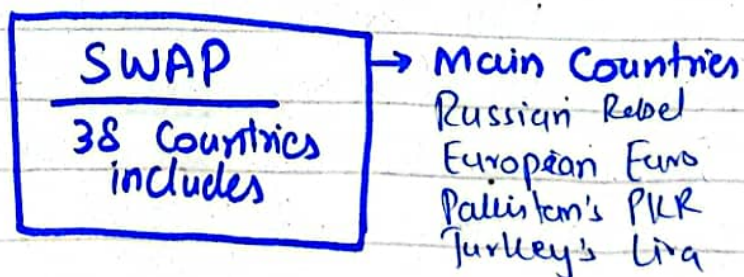 SWAP
38 Countries
includes
→ Main Countries
Russian Rebel
European Euro
Pakistan's PKR
Turkey's Lira